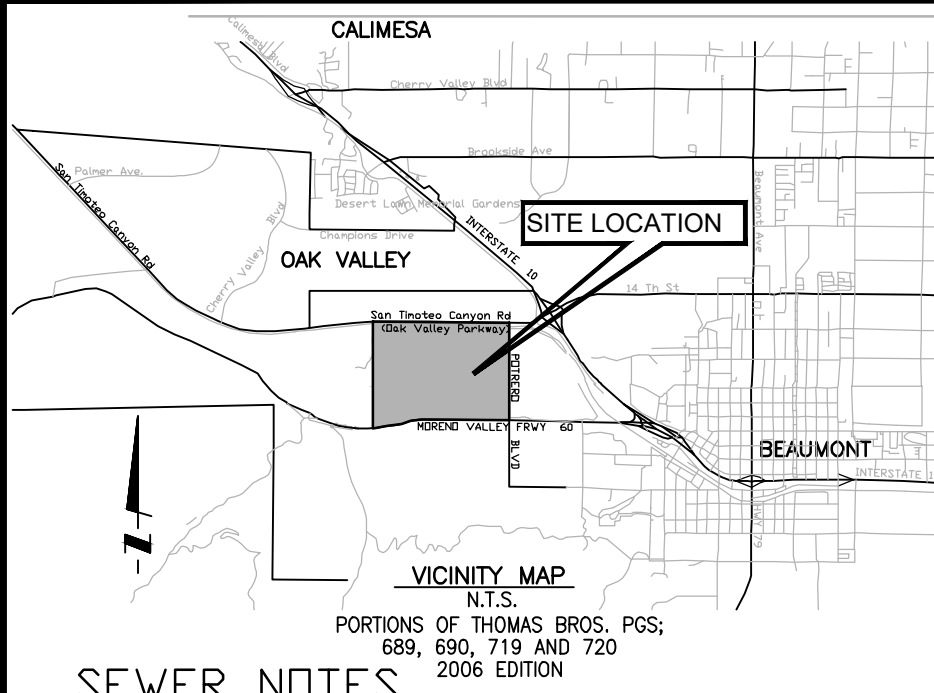 CALIMESA
Calimesa Blvd
Cherry Valley Blvd
Brookside Ave
Palmer Ave.
San Timoteo Canyon Rd
Desert Lawn Memorial Gardens
Beaumont Ave
SITE LOCATION
Champions Drive
Cherry Valley Blvd
INTERSTATE 10
OAK VALLEY
14 Th St
San Timoteo Canyon Rd
(Oak Valley Parkway)
POTRERO BLVD
MORENO VALLEY FRWY 60
BEAUMONT
INTERSTATE 1
HWY 79
N
VICINITY MAP
N.T.S.
PORTIONS OF THOMAS BROS. PGS;
689, 690, 719 AND 720
2006 EDITION
SEWER NOTES